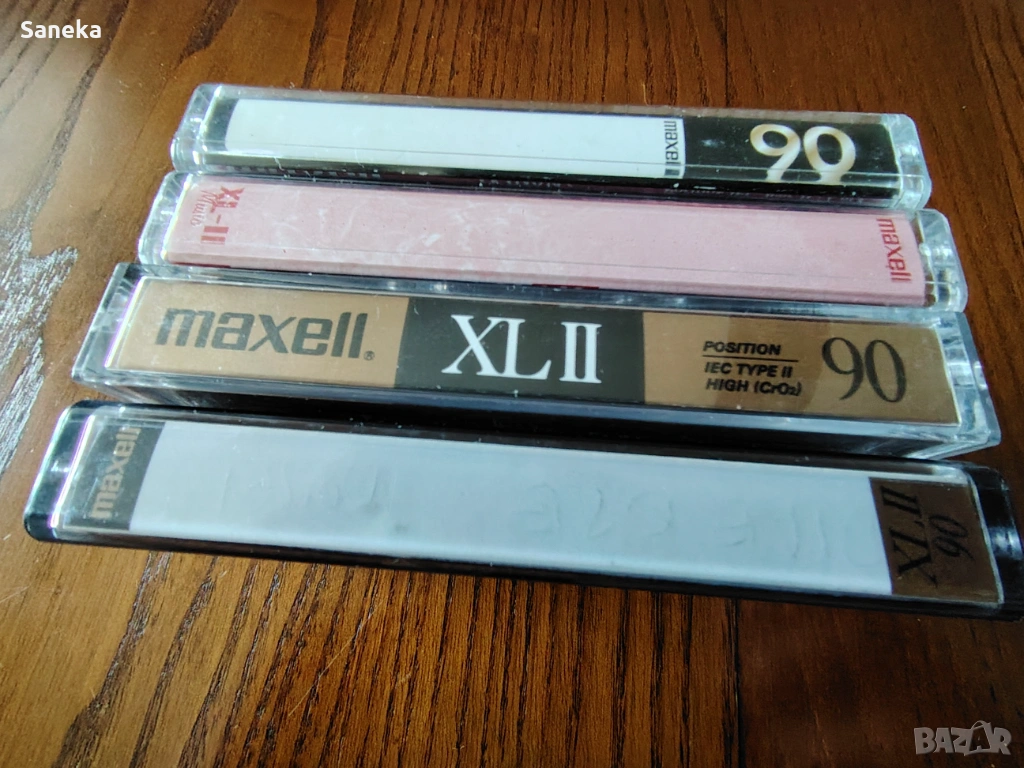 Saneka
maxell 90
XL-II maxell
Music
maxell® XL II POSITION 90
IEC TYPE II
HIGH (CrO2)
maxell XL II 90
BAZAR